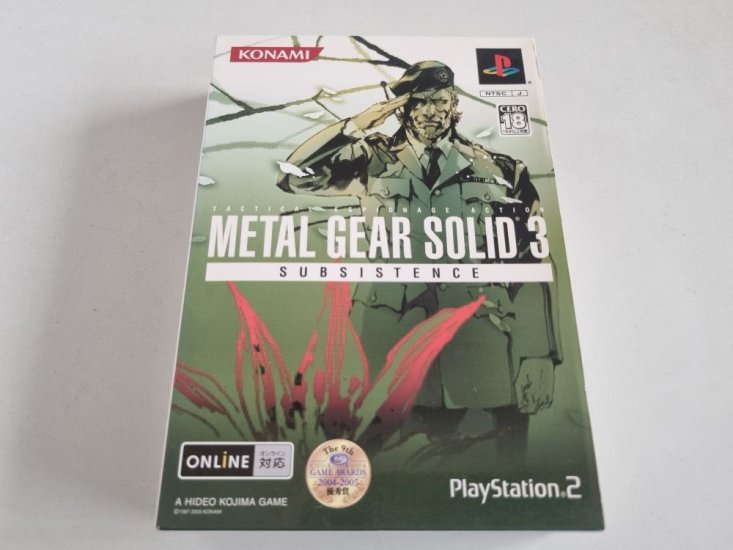 KONAMI
NTSC J
CERO
18
TACTICAL ESPIONAGE ACTION
METAL GEAR SOLID 3
SUBSISTENCE
ONLiNE
オンライン
対応
The 9th
GAME AWARDS
2004-2005
優秀賞
PlayStation.2
A HIDEO KOJIMA GAME